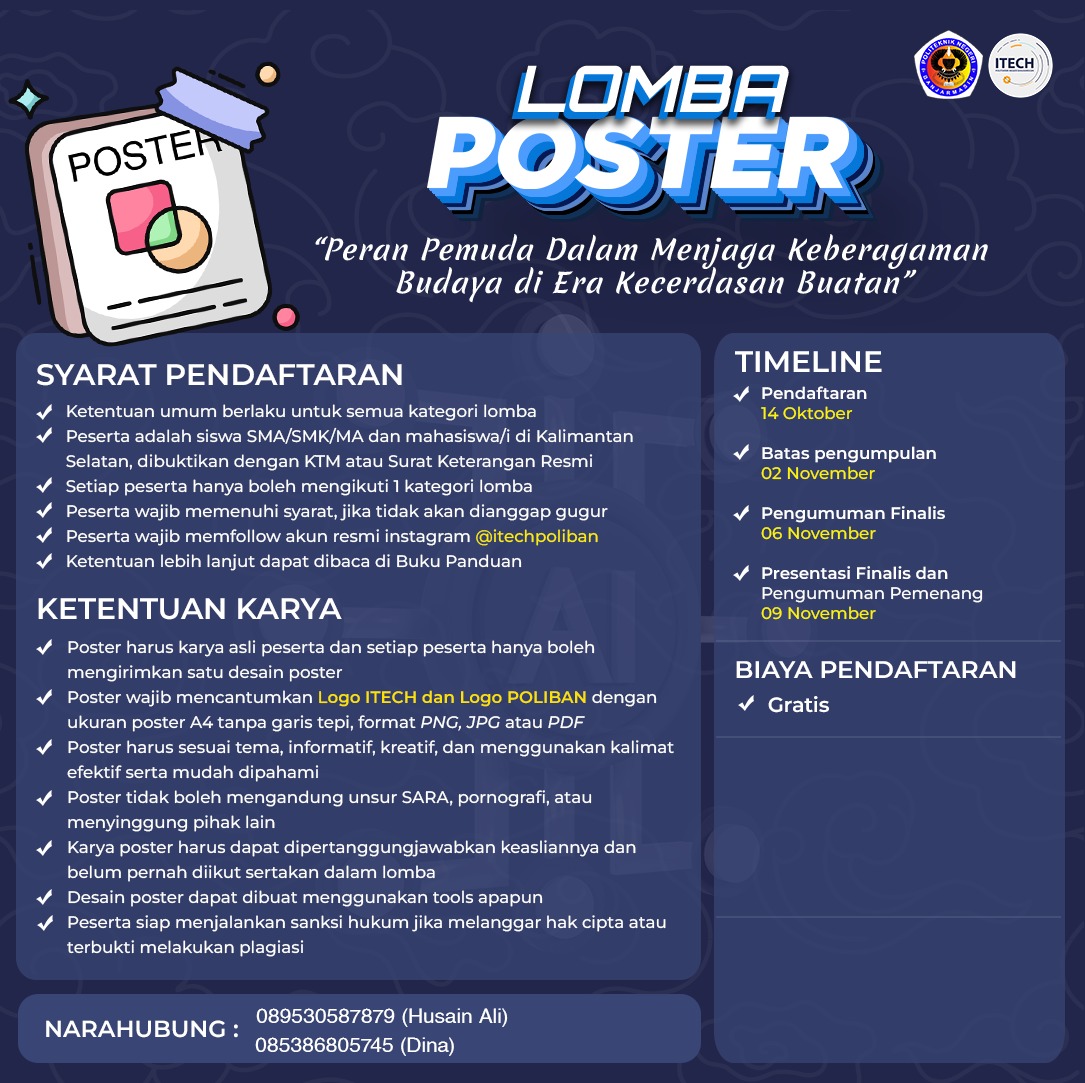 POLITEKNIK NEGERI
BANJARMASIN
ITECH
POSTER
LOMBA
POSTER
“Peran Pemuda Dalam Menjaga Keberagaman
Budaya di Era Kecerdasan Buatan”
SYARAT PENDAFTARAN
Ketentuan umum berlaku untuk semua kategori lomba
Peserta adalah siswa SMA/SMK/MA dan mahasiswa/i di Kalimantan
Selatan, dibuktikan dengan KTM atau Surat Keterangan Resmi
Setiap peserta hanya boleh mengikuti 1 kategori lomba
Peserta wajib memenuhi syarat, jika tidak akan dianggap gugur
Peserta wajib memfollow akun resmi instagram @itechpoliban
Ketentuan lebih lanjut dapat dibaca di Buku Panduan
KETENTUAN KARYA
Poster harus karya asli peserta dan setiap peserta hanya boleh
mengirimkan satu desain poster
Poster wajib mencantumkan Logo ITECH dan Logo POLIBAN dengan
ukuran poster A4 tanpa garis tepi, format PNG, JPG atau PDF
Poster harus sesuai tema, informatif, kreatif, dan menggunakan kalimat
efektif serta mudah dipahami
Poster tidak boleh mengandung unsur SARA, pornografi, atau
menyinggung pihak lain
Karya poster harus dapat dipertanggungjawabkan keasliannya dan
belum pernah diikut sertakan dalam lomba
Desain poster dapat dibuat menggunakan tools apapun
Peserta siap menjalankan sanksi hukum jika melanggar hak cipta atau
terbukti melakukan plagiasi
AI
TIMELINE
Pendaftaran
14 Oktober
Batas pengumpulan
02 November
Pengumuman Finalis
06 November
Presentasi Finalis dan
Pengumuman Pemenang
09 November
BIAYA PENDAFTARAN
Gratis
NARAHUBUNG :
089530587879 (Husain Ali)
085386805745 (Dina)